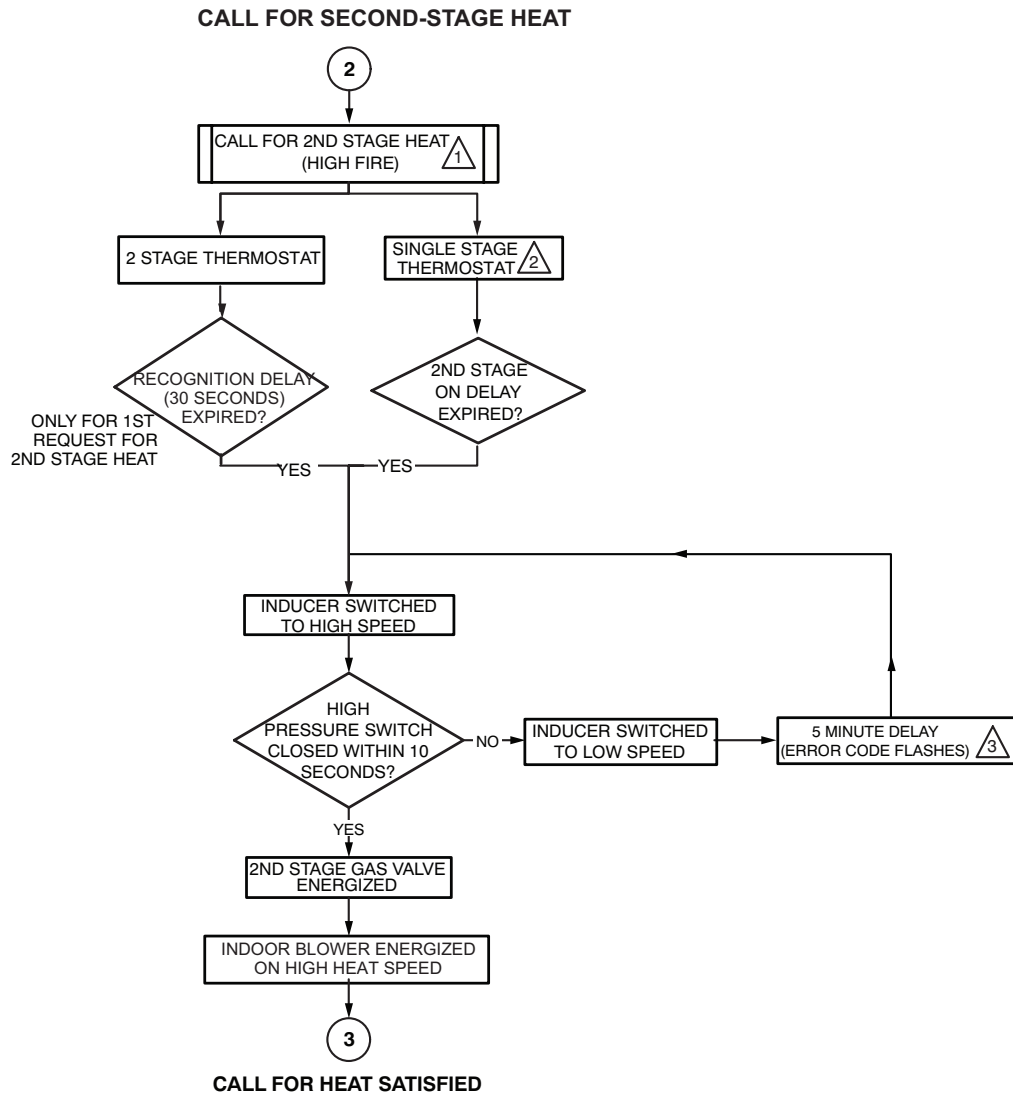 CALL FOR SECOND-STAGE HEAT
2
CALL FOR 2ND STAGE HEAT
(HIGH FIRE)
1
2 STAGE THERMOSTAT
SINGLE STAGE
THERMOSTAT
2
RECOGNITION DELAY
(30 SECONDS)
EXPIRED?
2ND STAGE
ON DELAY
EXPIRED?
ONLY FOR 1ST
REQUEST FOR
2ND STAGE HEAT
YES
YES
INDUCER SWITCHED
TO HIGH SPEED
HIGH
PRESSURE SWITCH
CLOSED WITHIN 10
SECONDS?
NO
INDUCER SWITCHED
TO LOW SPEED
5 MINUTE DELAY
(ERROR CODE FLASHES)
3
YES
2ND STAGE GAS VALVE
ENERGIZED
INDOOR BLOWER ENERGIZED
ON HIGH HEAT SPEED
3
CALL FOR HEAT SATISFIED